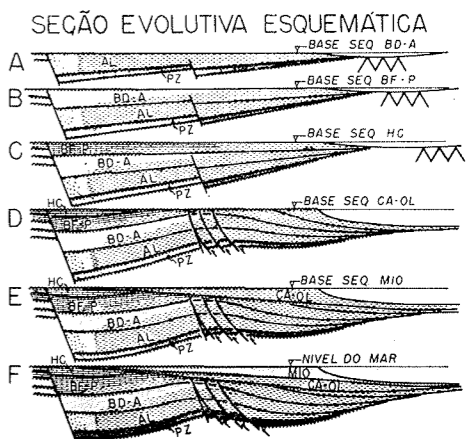 SEÇÃO EVOLUTIVA ESQUEMÁTICA
A
BASE SEQ BD-A
AL
B
BASE SEQ BF-P
BD-A
AL
PZ
C
BASE SEQ HC
BF-P
BD-A
AL
PZ
D
HC
BASE SEQ CA-OL
BF-P
BD-A
AL
PZ
E
HC
BASE SEQ MIO
CA-OL
BF-P
BD-A
AL
PZ
F
HC
NIVEL DO MAR
MIO
CA-OL
BF-P
BD-A
AL
PZ